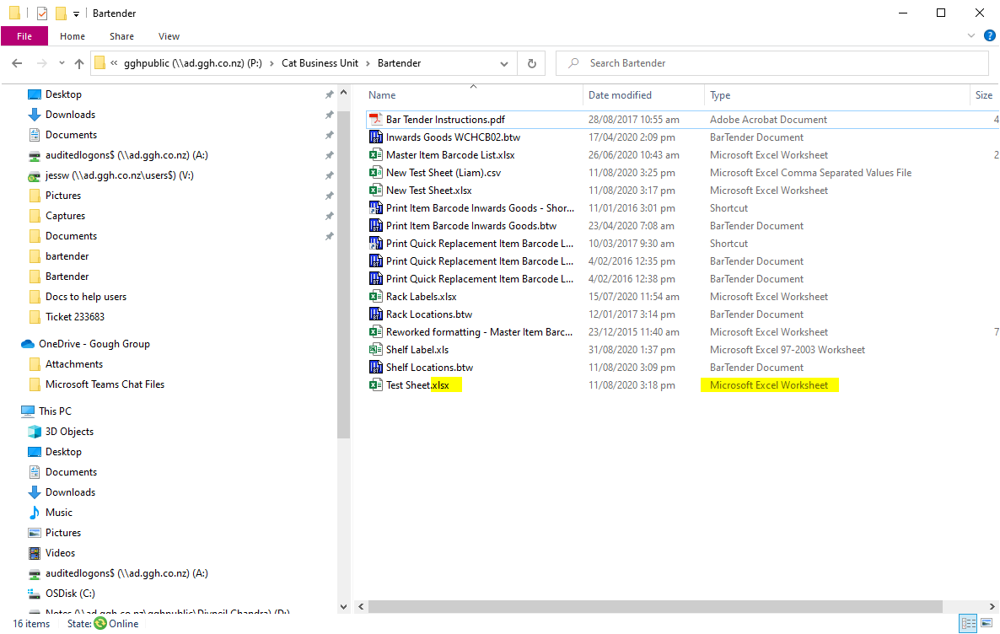 Bartender
File Home Share View
« gghpublic (\\ad.ggh.co.nz) (P:) › Cat Business Unit › Bartender
Search Bartender
Desktop
Downloads
Documents
auditedlogons$ (\\ad.ggh.co.nz) (A:)
jessw (\\ad.ggh.co.nz\users$) (V:)
Pictures
Captures
Documents
bartender
Bartender
Docs to help users
Ticket 233683
OneDrive - Gough Group
Attachments
Microsoft Teams Chat Files
This PC
3D Objects
Desktop
Documents
Downloads
Music
Pictures
Videos
auditedlogons$ (\\ad.ggh.co.nz) (A:)
OSDisk (C:)
Notes (\\ad.ggh.co.nz\gghpublic\Divneil Chandra) (D:)
Name Date modified Type Size
Bar Tender Instructions.pdf 28/08/2017 10:55 am Adobe Acrobat Document 4
Inwards Goods WCHCB02.btw 17/04/2020 2:09 pm BarTender Document
Master Item Barcode List.xlsx 26/06/2020 10:43 am Microsoft Excel Worksheet 2
New Test Sheet (Liam).csv 11/08/2020 3:25 pm Microsoft Excel Comma Separated Values File
New Test Sheet.xlsx 11/08/2020 3:17 pm Microsoft Excel Worksheet
Print Item Barcode Inwards Goods - Shor... 11/01/2016 3:01 pm Shortcut
Print Item Barcode Inwards Goods.btw 23/04/2020 7:08 am BarTender Document
Print Quick Replacement Item Barcode L... 10/03/2017 9:30 am Shortcut
Print Quick Replacement Item Barcode L... 4/02/2016 12:35 pm BarTender Document
Print Quick Replacement Item Barcode L... 4/02/2016 12:38 pm BarTender Document
Rack Labels.xlsx 15/07/2020 11:54 am Microsoft Excel Worksheet
Rack Locations.btw 12/01/2017 3:14 pm BarTender Document
Reworked formatting - Master Item Barc... 23/12/2015 11:40 am Microsoft Excel Worksheet 7
Shelf Label.xls 31/08/2020 1:37 pm Microsoft Excel 97-2003 Worksheet
Shelf Locations.btw 11/08/2020 3:09 pm BarTender Document
Test Sheet.xlsx 11/08/2020 3:18 pm Microsoft Excel Worksheet
16 items State: Online